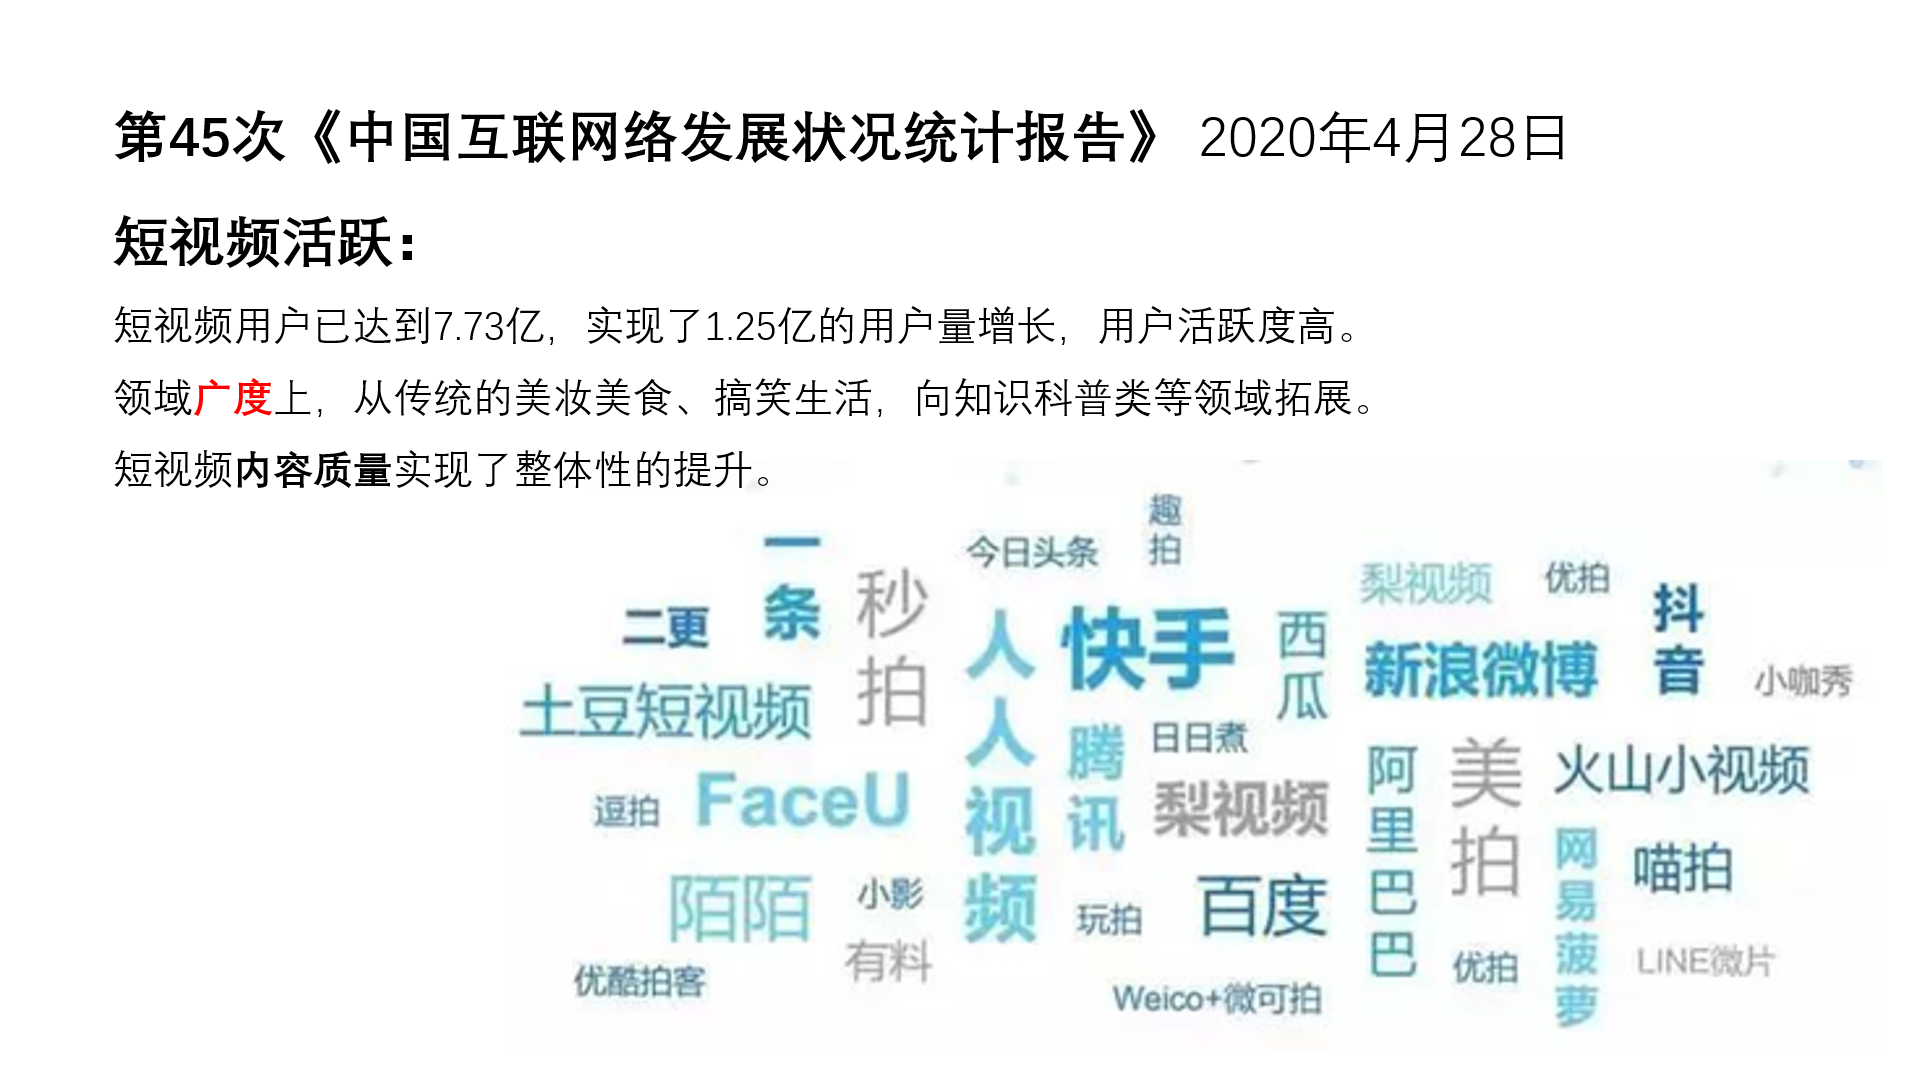 第45次《中国互联网络发展状况统计报告》 2020年4月28日
短视频活跃：
短视频用户已达到7.73亿，实现了1.25亿的用户量增长，用户活跃度高。
领域广度上，从传统的美妆美食、搞笑生活，向知识科普类等领域拓展。
短视频内容质量实现了整体性的提升。
一条
二更
秒拍
今日头条
趣拍
人人视频
快手
西瓜
梨视频
优拍
抖音
新浪微博
小咖秀
土豆短视频
腾讯
日日煮
逗拍
FaceU
梨视频
阿里巴巴
美拍
火山小视频
网易菠萝
喵拍
陌陌
小影
玩拍
百度
有料
优酷拍客
Weico+微可拍
优拍
LINE微片